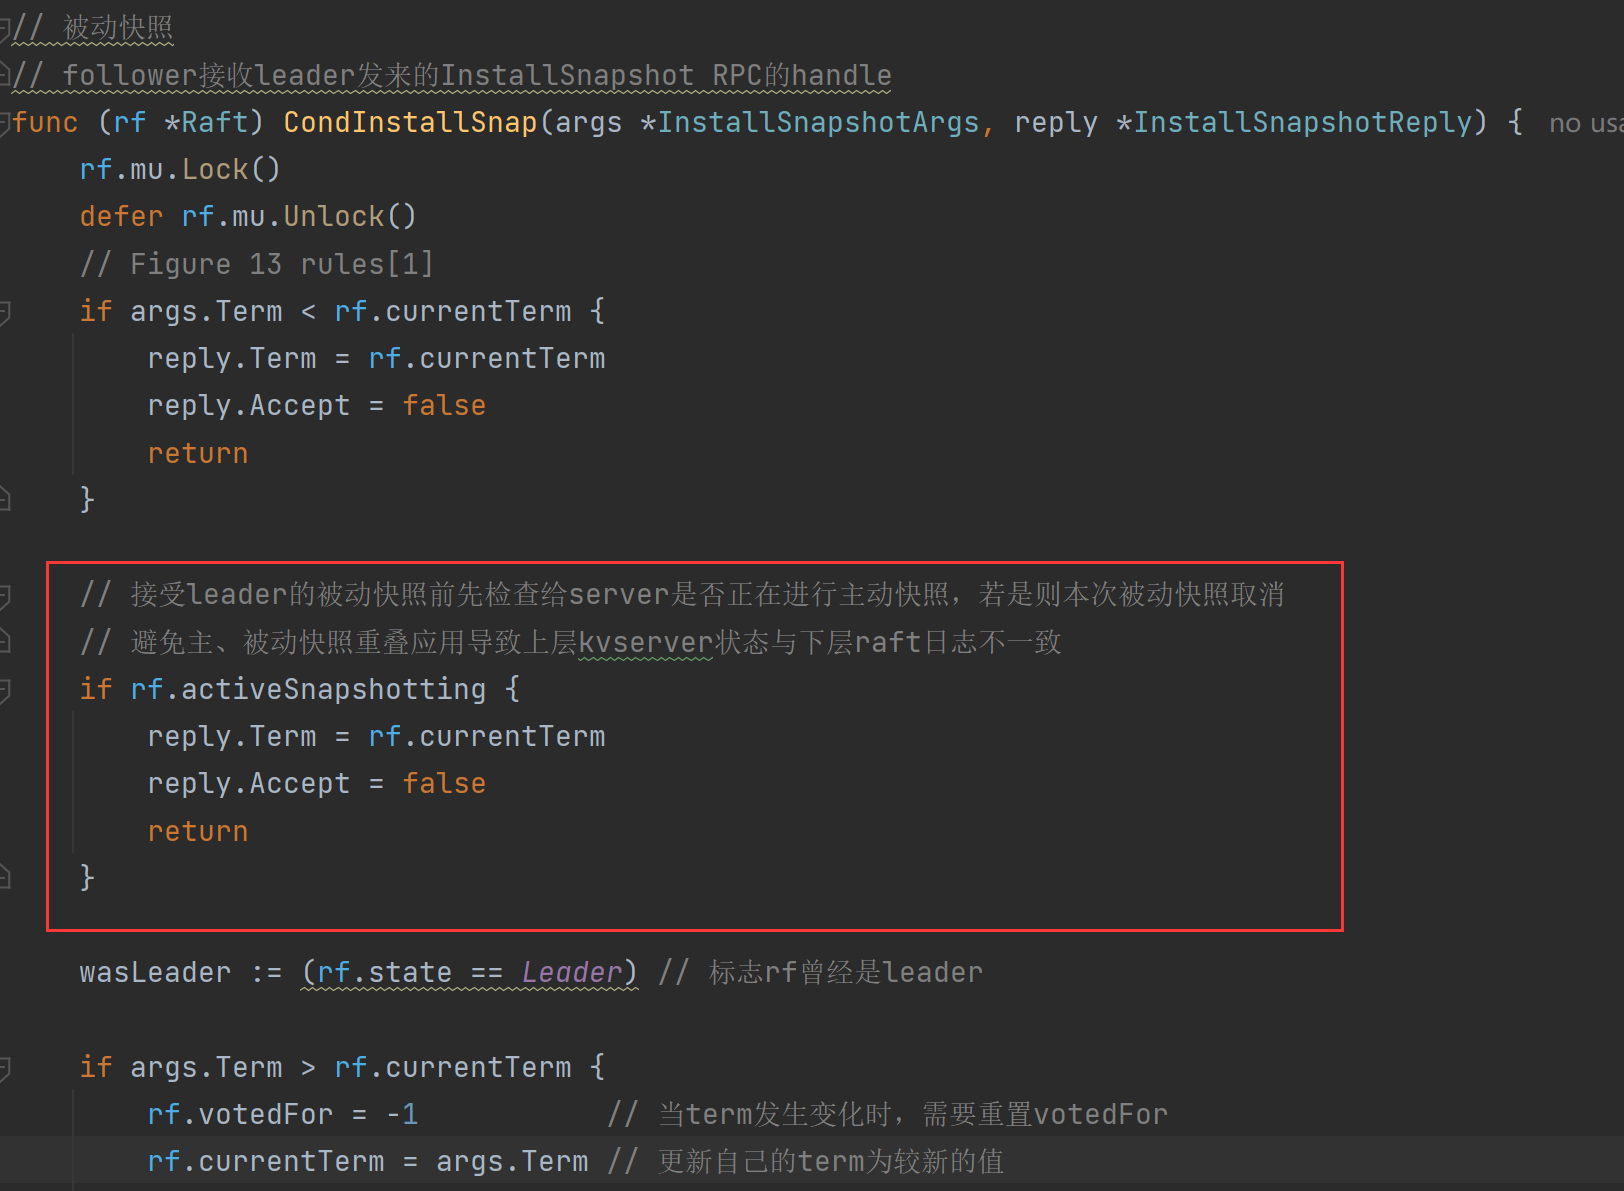 // 被动快照
// follower接收leader发来的InstallSnapshot RPC的handle
func (rf *Raft) CondInstallSnap(args *InstallSnapshotArgs, reply *InstallSnapshotReply) { no usa
rf.mu.Lock()
defer rf.mu.Unlock()
// Figure 13 rules[1]
if args.Term < rf.currentTerm {
reply.Term = rf.currentTerm
reply.Accept = false
return
}
// 接受leader的被动快照前先检查给server是否正在进行主动快照，若是则本次被动快照取消
// 避免主、被动快照重叠应用导致上层kvserver状态与下层raft日志不一致
if rf.activeSnapshotting {
reply.Term = rf.currentTerm
reply.Accept = false
return
}
wasLeader := (rf.state == Leader) // 标志rf曾经是leader
if args.Term > rf.currentTerm {
rf.votedFor = -1 // 当term发生变化时，需要重置votedFor
rf.currentTerm = args.Term // 更新自己的term为较新的值